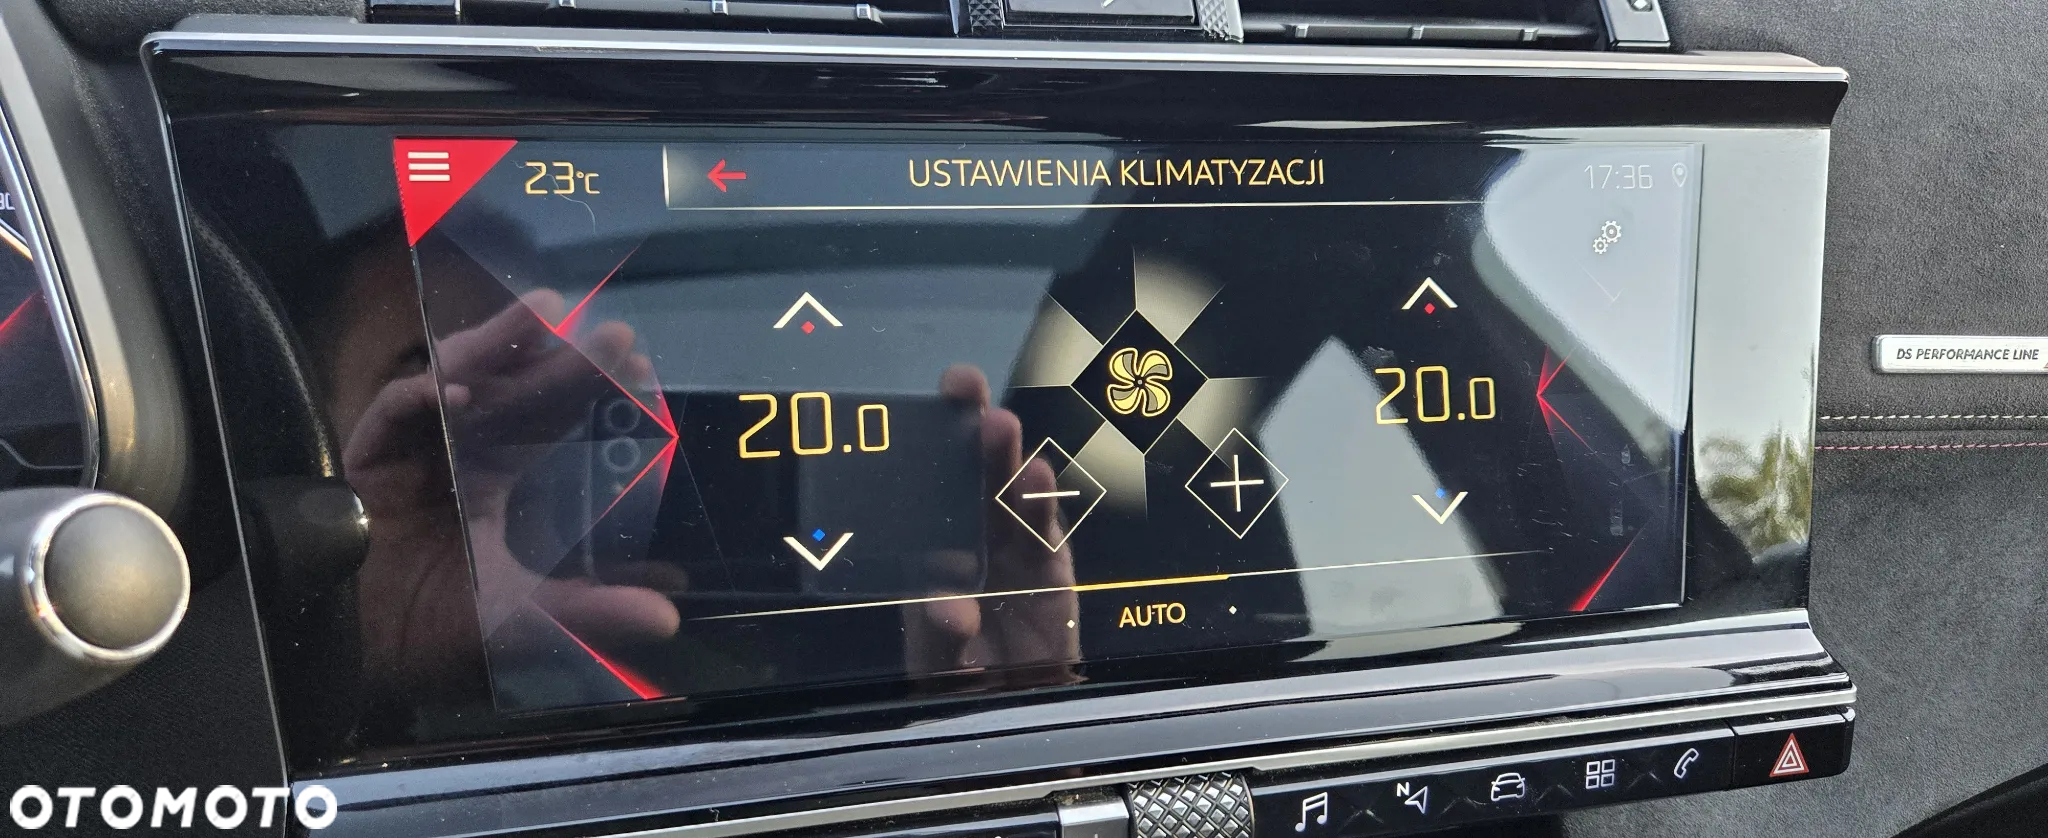 23°C
USTAWIENIA KLIMATYZACJI
17:36
20.0
20.0
AUTO
DS PERFORMANCE LINE
N
OTOMOTO